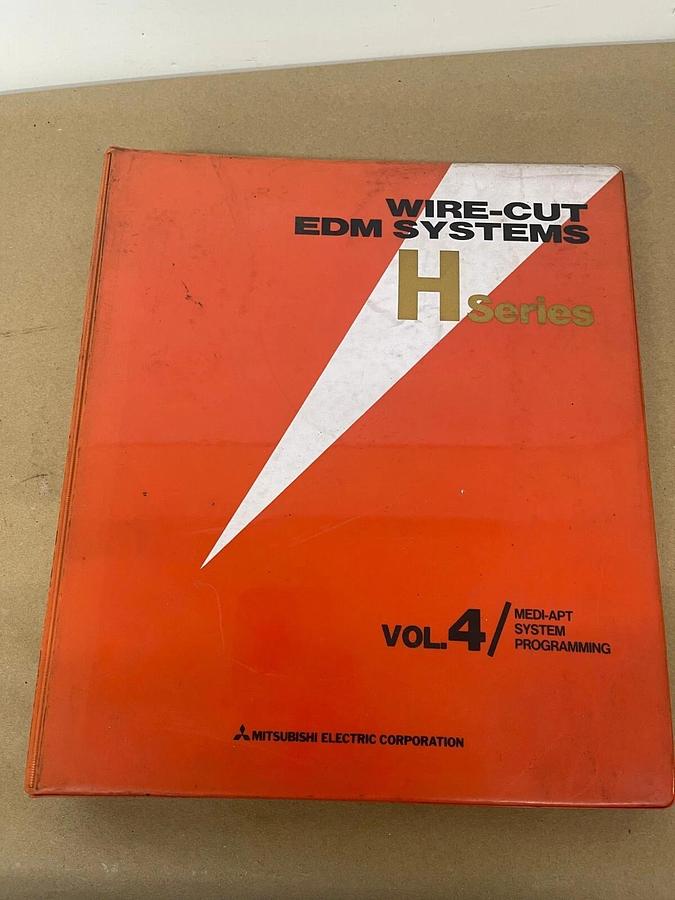 WIRE-CUT
EDM SYSTEMS
H Series
VOL.4/ MEDI-APT
SYSTEM
PROGRAMMING
MITSUBISHI ELECTRIC CORPORATION